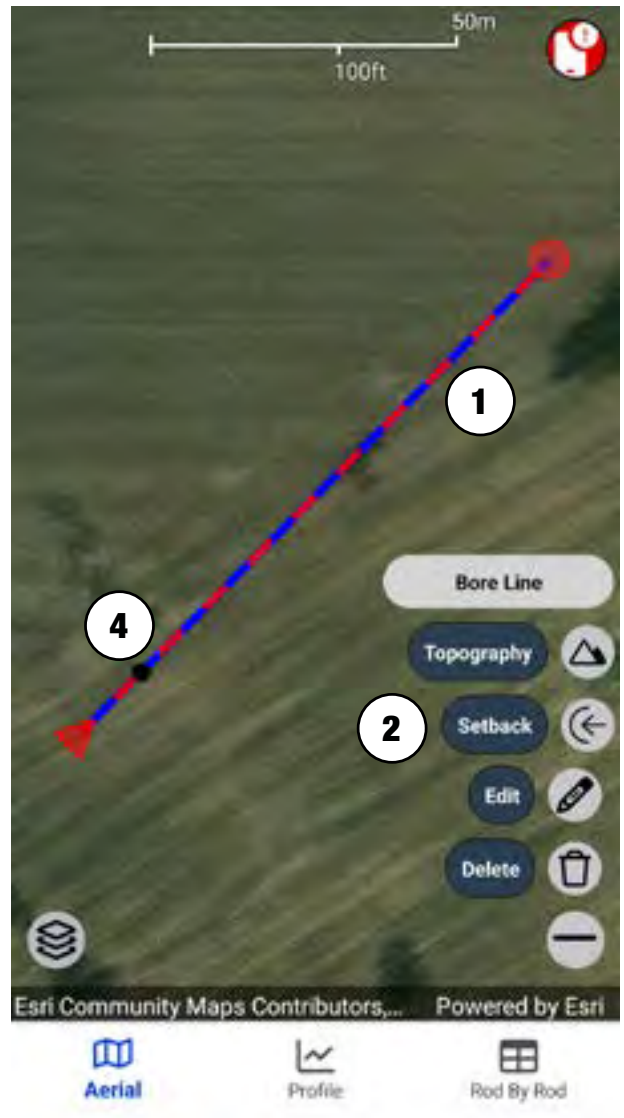 50m
100ft
1
Bore Line
4
Topography
2
Setback
Edit
Delete
Esri Community Maps Contributors,... Powered by Esri
Aerial
Profile
Rod By Rod